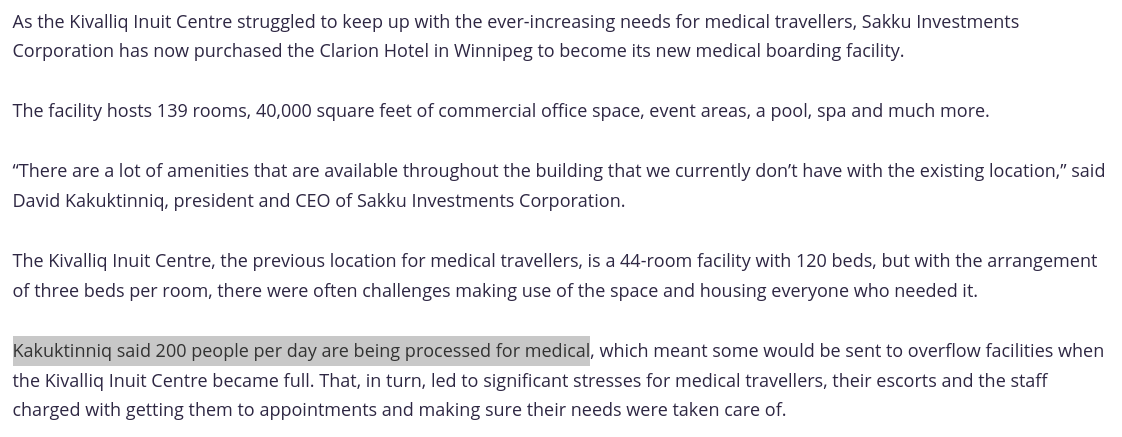 As the Kivalliq Inuit Centre struggled to keep up with the ever-increasing needs for medical travellers, Sakku Investments
Corporation has now purchased the Clarion Hotel in Winnipeg to become its new medical boarding facility.
The facility hosts 139 rooms, 40,000 square feet of commercial office space, event areas, a pool, spa and much more.
“There are a lot of amenities that are available throughout the building that we currently don’t have with the existing location,” said
David Kakuktinniq, president and CEO of Sakku Investments Corporation.
The Kivalliq Inuit Centre, the previous location for medical travellers, is a 44-room facility with 120 beds, but with the arrangement
of three beds per room, there were often challenges making use of the space and housing everyone who needed it.
Kakuktinniq said 200 people per day are being processed for medical, which meant some would be sent to overflow facilities when
the Kivalliq Inuit Centre became full. That, in turn, led to significant stresses for medical travellers, their escorts and the staff
charged with getting them to appointments and making sure their needs were taken care of.